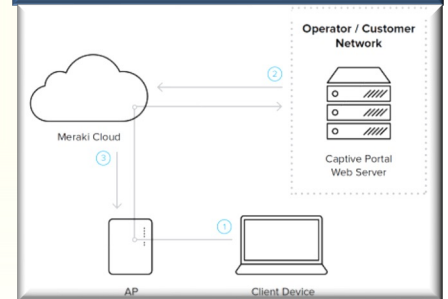 Operator / Customer
Network
2
Meraki Cloud
Captive Portal
Web Server
3
1
AP
Client Device